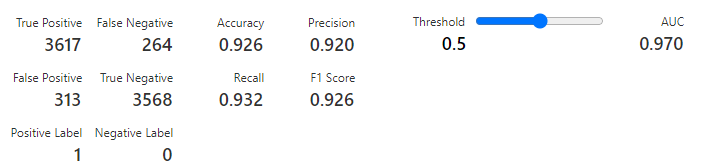 True Positive False Negative Accuracy Precision Threshold AUC
3617 264 0.926 0.920 0.5 0.970
False Positive True Negative Recall F1 Score
313 3568 0.932 0.926
Positive Label Negative Label
1 0